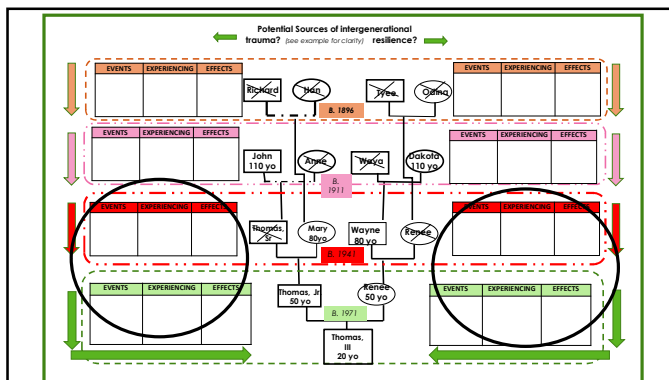 Potential Sources of intergenerational
trauma? (see example for clarity) resilience?
EVENTS EXPERIENCING EFFECTS
Richard
Tyee
Odina
EVENTS EXPERIENCING EFFECTS
B. 1896
EVENTS EXPERIENCING EFFECTS
John
110 yo
Anne
Waya
Dakota
110 yo
EVENTS EXPERIENCING EFFECTS
B.
1911
EVENTS EXPERIENCING EFFECTS
Thomas,
Sr
Mary
80yo
Wayne
80 yo
Renee
EVENTS EXPERIENCING EFFECTS
B. 1941
EVENTS EXPERIENCING EFFECTS
Thomas, Jr
50 yo
Renee
50 yo
EVENTS EXPERIENCING EFFECTS
B. 1971
Thomas,
III
20 yo